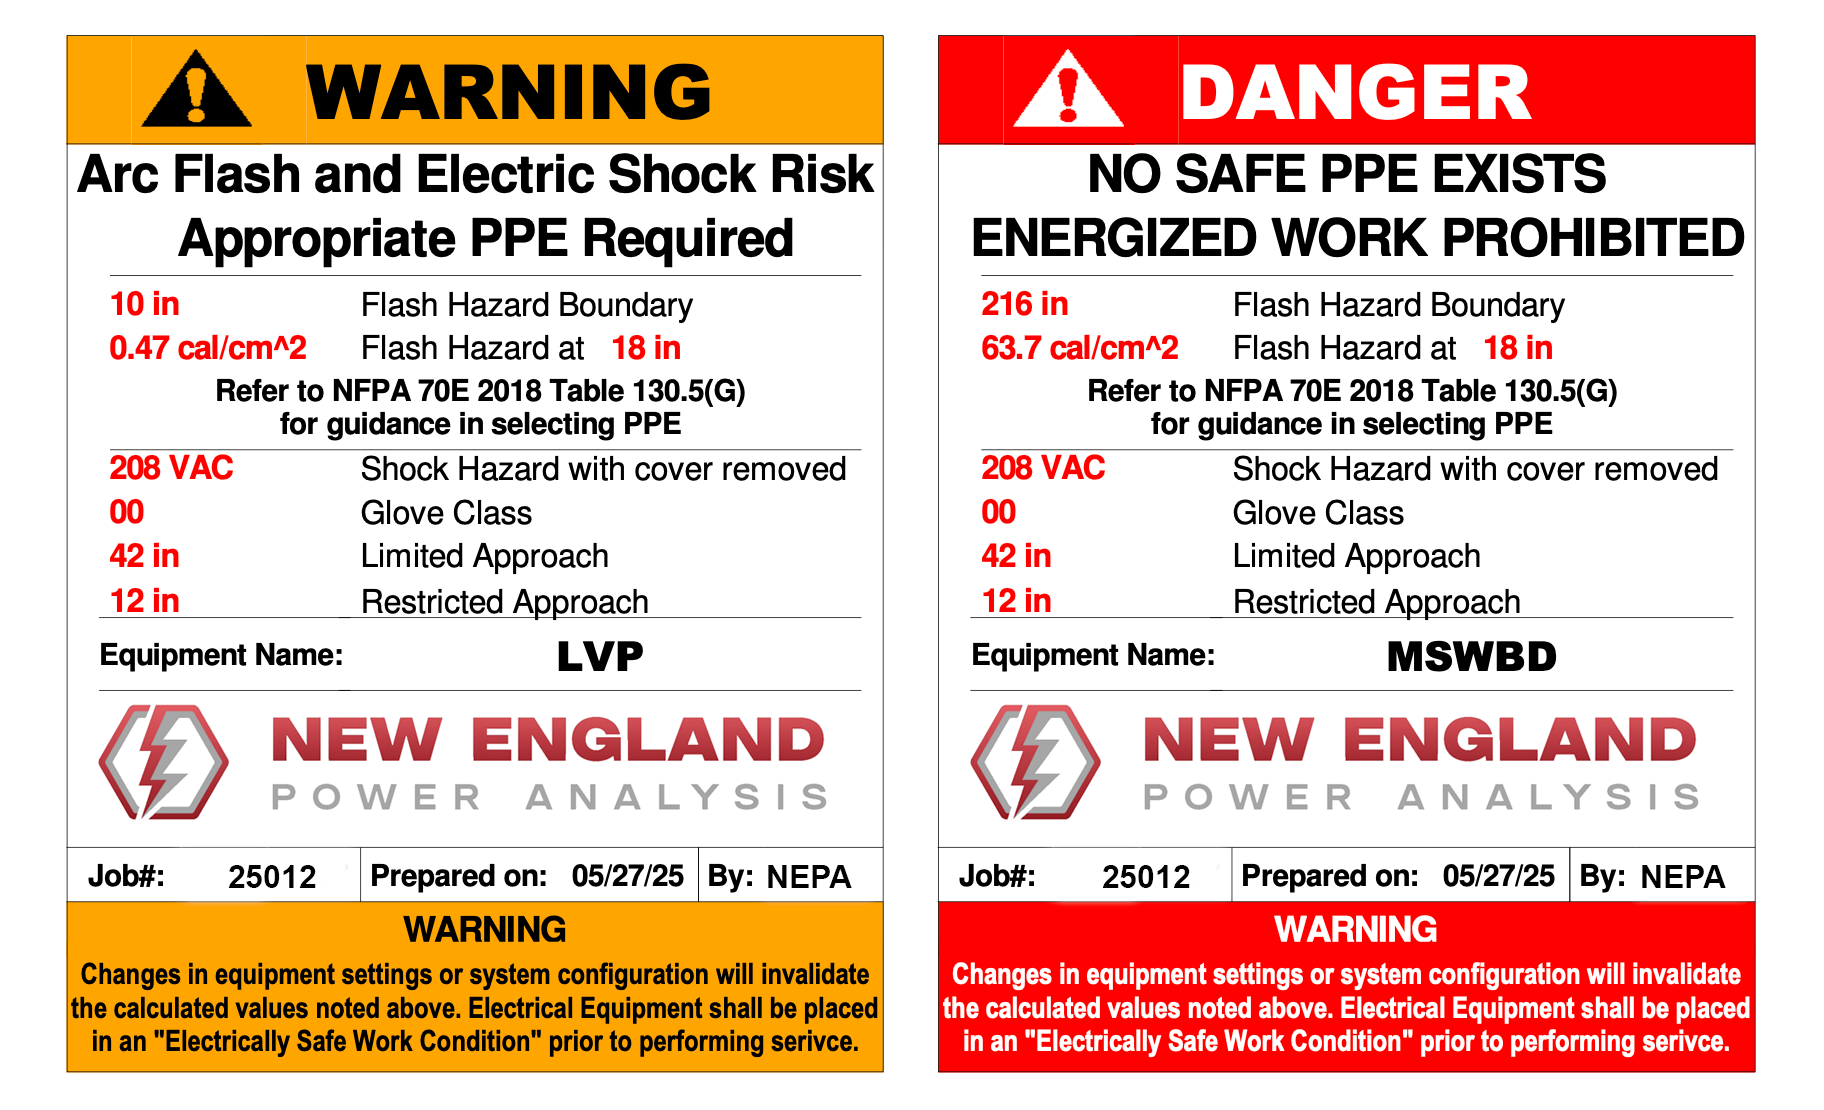 WARNING
Arc Flash and Electric Shock Risk
Appropriate PPE Required
10 in Flash Hazard Boundary
0.47 cal/cm^2 Flash Hazard at 18 in
Refer to NFPA 70E 2018 Table 130.5(G)
for guidance in selecting PPE
208 VAC Shock Hazard with cover removed
00 Glove Class
42 in Limited Approach
12 in Restricted Approach
Equipment Name: LVP
NEW ENGLAND
POWER ANALYSIS
Job#: 25012 Prepared on: 05/27/25 By: NEPA
WARNING
Changes in equipment settings or system configuration will invalidate
the calculated values noted above. Electrical Equipment shall be placed
in an "Electrically Safe Work Condition" prior to performing serivce.
DANGER
NO SAFE PPE EXISTS
ENERGIZED WORK PROHIBITED
216 in Flash Hazard Boundary
63.7 cal/cm^2 Flash Hazard at 18 in
Refer to NFPA 70E 2018 Table 130.5(G)
for guidance in selecting PPE
208 VAC Shock Hazard with cover removed
00 Glove Class
42 in Limited Approach
12 in Restricted Approach
Equipment Name: MSWBD
NEW ENGLAND
POWER ANALYSIS
Job#: 25012 Prepared on: 05/27/25 By: NEPA
WARNING
Changes in equipment settings or system configuration will invalidate
the calculated values noted above. Electrical Equipment shall be placed
in an "Electrically Safe Work Condition" prior to performing serivce.